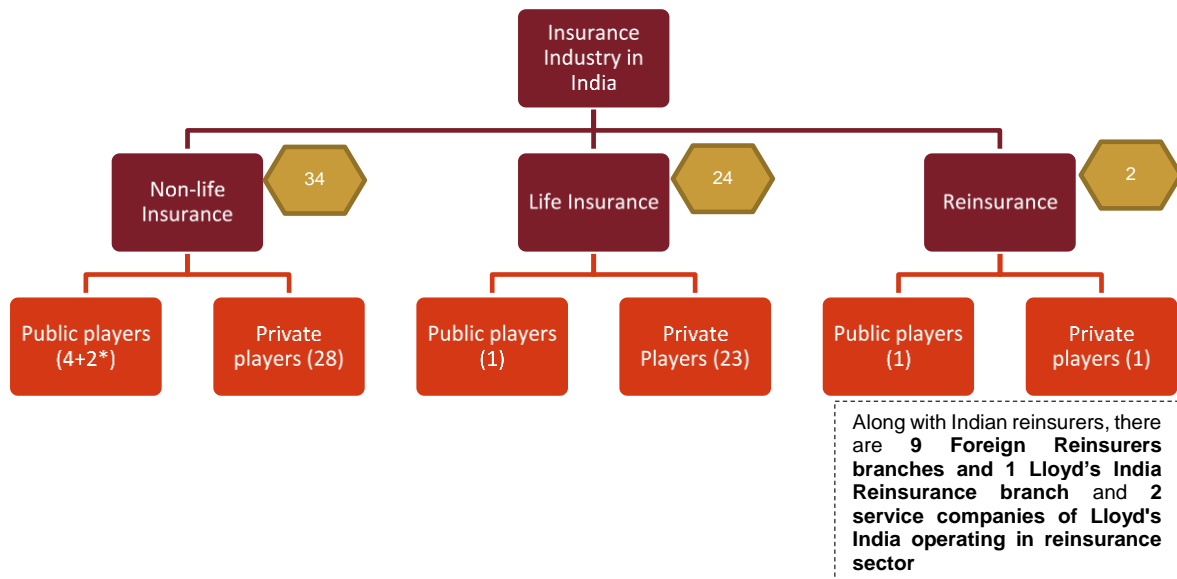 Insurance
Industry in
India
Non-life
Insurance
34
Life Insurance
24
Reinsurance
2
Public players
(4+2*)
Private
players (28)
Public players
(1)
Private
Players (23)
Public players
(1)
Private
players (1)
Along with Indian reinsurers, there
are 9 Foreign Reinsurers
branches and 1 Lloyd’s India
Reinsurance branch and 2
service companies of Lloyd's
India operating in reinsurance
sector